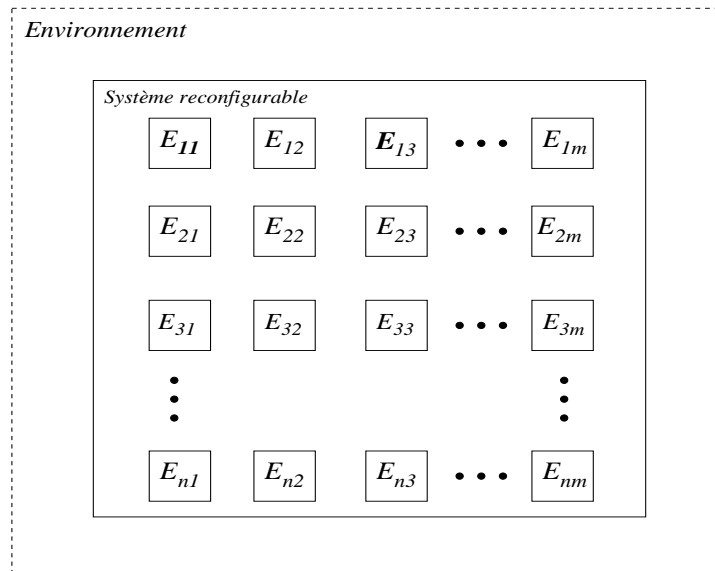 Environnement
Système reconfigurable
E11 E12 E13 • • • E1m
E21 E22 E23 • • • E2m
E31 E32 E33 • • • E3m
En1 En2 En3 • • • Enm